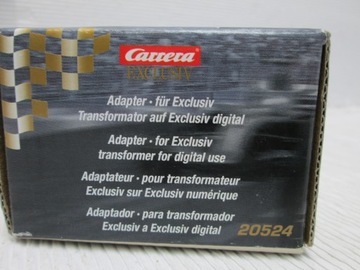 Carrera
EXCLUSIV
Adapter · für Exclusiv
Transformator auf Exclusiv digital
Adapter · for Exclusiv
transformer for digital use
Adaptateur · pour transformateur
Exclusiv sur Exclusiv numérique
Adaptador · para transformador
Exclusiv a Exclusiv digital
20524